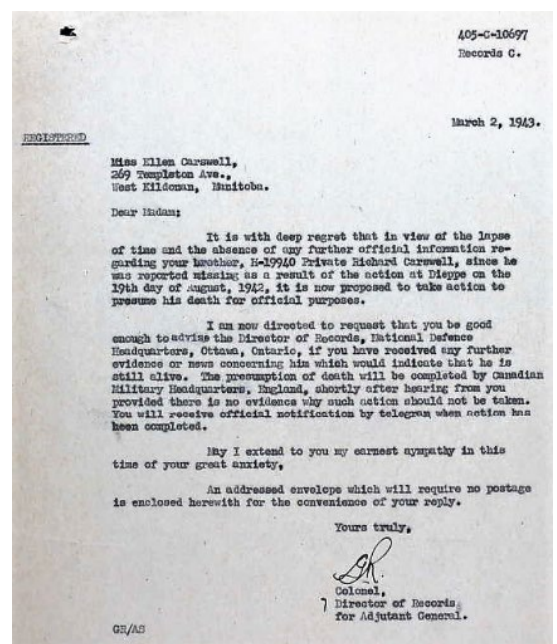 405-C-10697
Records C.
March 2, 1943.
REGISTERED
Miss Ellen Carswell,
269 Templeton Ave.,
West Kildonan, Manitoba.
Dear Madam;
It is with deep regret that in view of the lapse
of time and the absence of any further official information re-
garding your brother, H-19940 Private Richard Carswell, since he
was reported missing as a result of the action at Dieppe on the
19th day of August, 1942, it is now proposed to take action to
presume his death for official purposes.
I am now directed to request that you be good
enough to advise the Director of Records, National Defence
Headquarters, Ottawa, Ontario, if you have received any further
evidence or news concerning him which would indicate that he is
still alive. The presumption of death will be completed by Canadian
Military Headquarters, England, shortly after hearing from you
provided there is no evidence why such action should not be taken.
You will receive official notification by telegram when action has
been completed.
May I extend to you my earnest sympathy in this
time of your great anxiety.
An addressed envelope which will require no postage
is enclosed herewith for the convenience of your reply.
Yours truly,
GR
Colonel,
Director of Records
for Adjutant General.
GR/AS